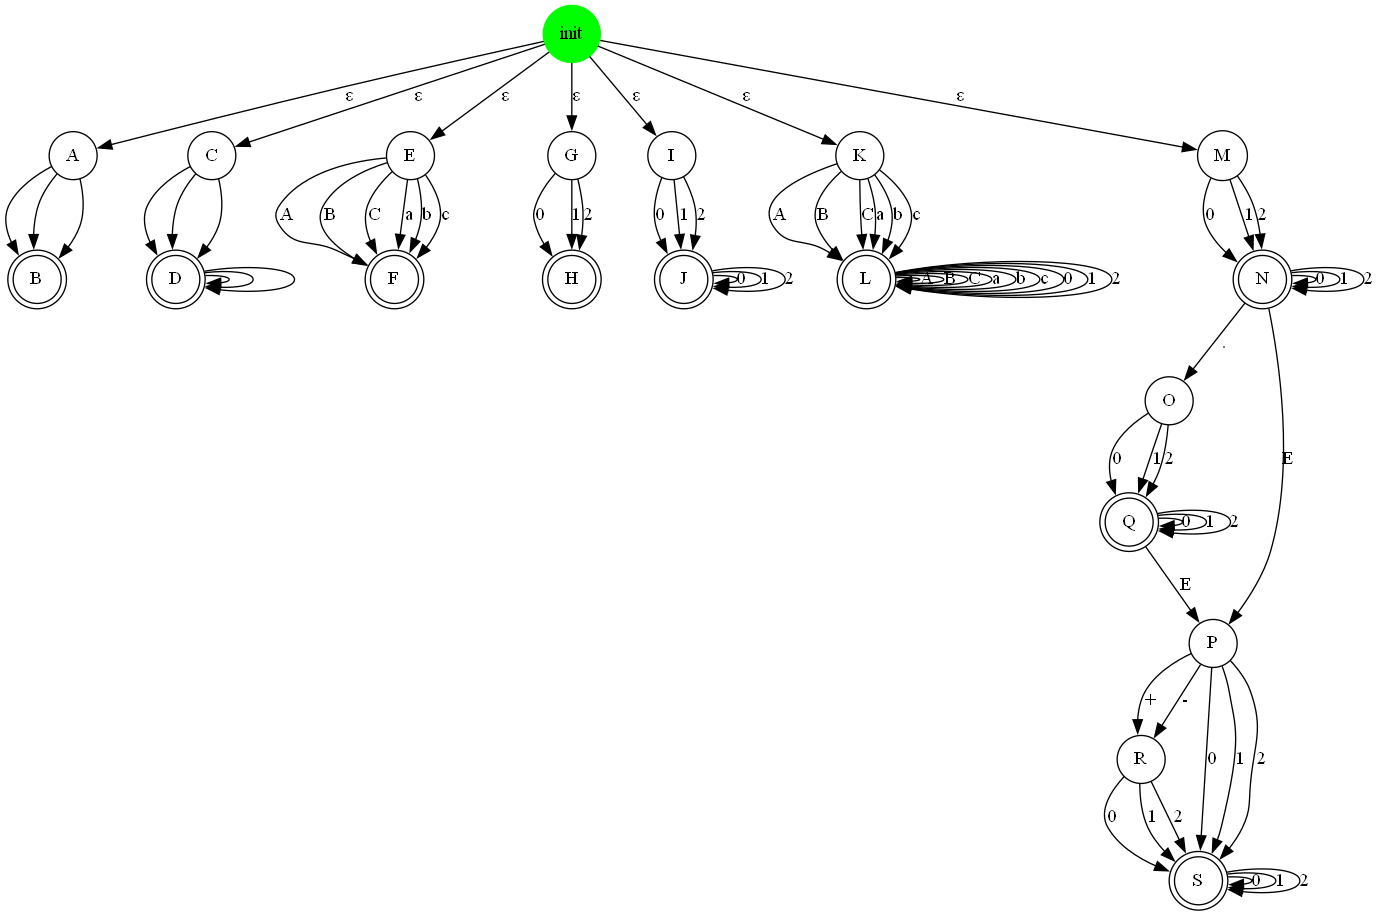 init
ε ε ε ε ε ε ε
A C E G I K M
A B C a b c 0 1 2 0 1 2 A B C a b c 0 1 2
B D F H J 0 1 2 L A B C a b c 0 1 2 N 0 1 2
.
O
0 1 2 E
Q 0 1 2
E
P
+ -
R 0 1 2
0 1 2
S 0 1 2